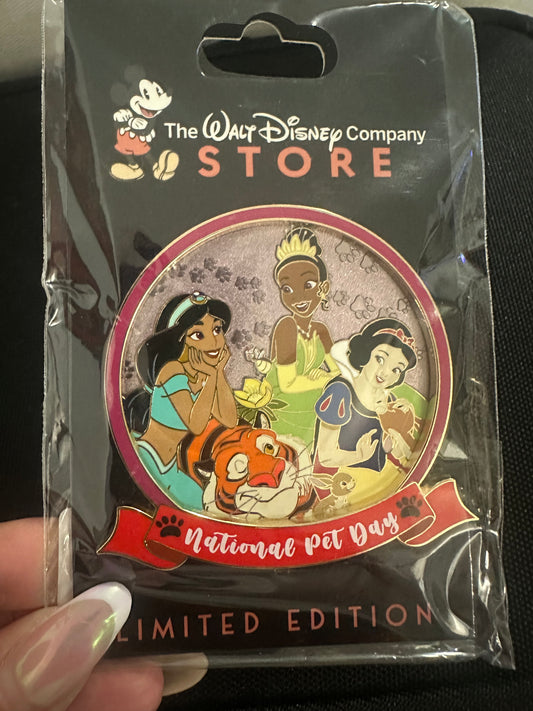 The WALT DISNEY Company
STORE
National Pet Day
LIMITED EDITION